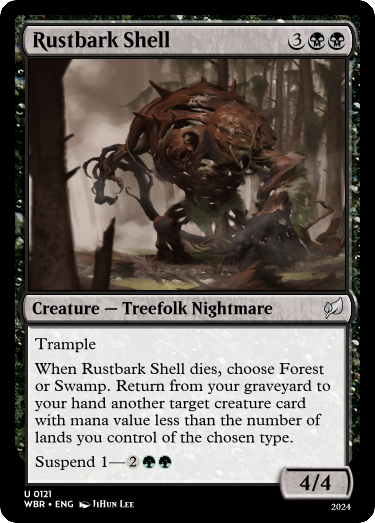 Rustbark Shell 3
Creature — Treefolk Nightmare
Trample
When Rustbark Shell dies, choose Forest
or Swamp. Return from your graveyard to
your hand another target creature card
with mana value less than the number of
lands you control of the chosen type.
Suspend 1—2
4/4
U 0121
WBR • ENG JiHun Lee
2024